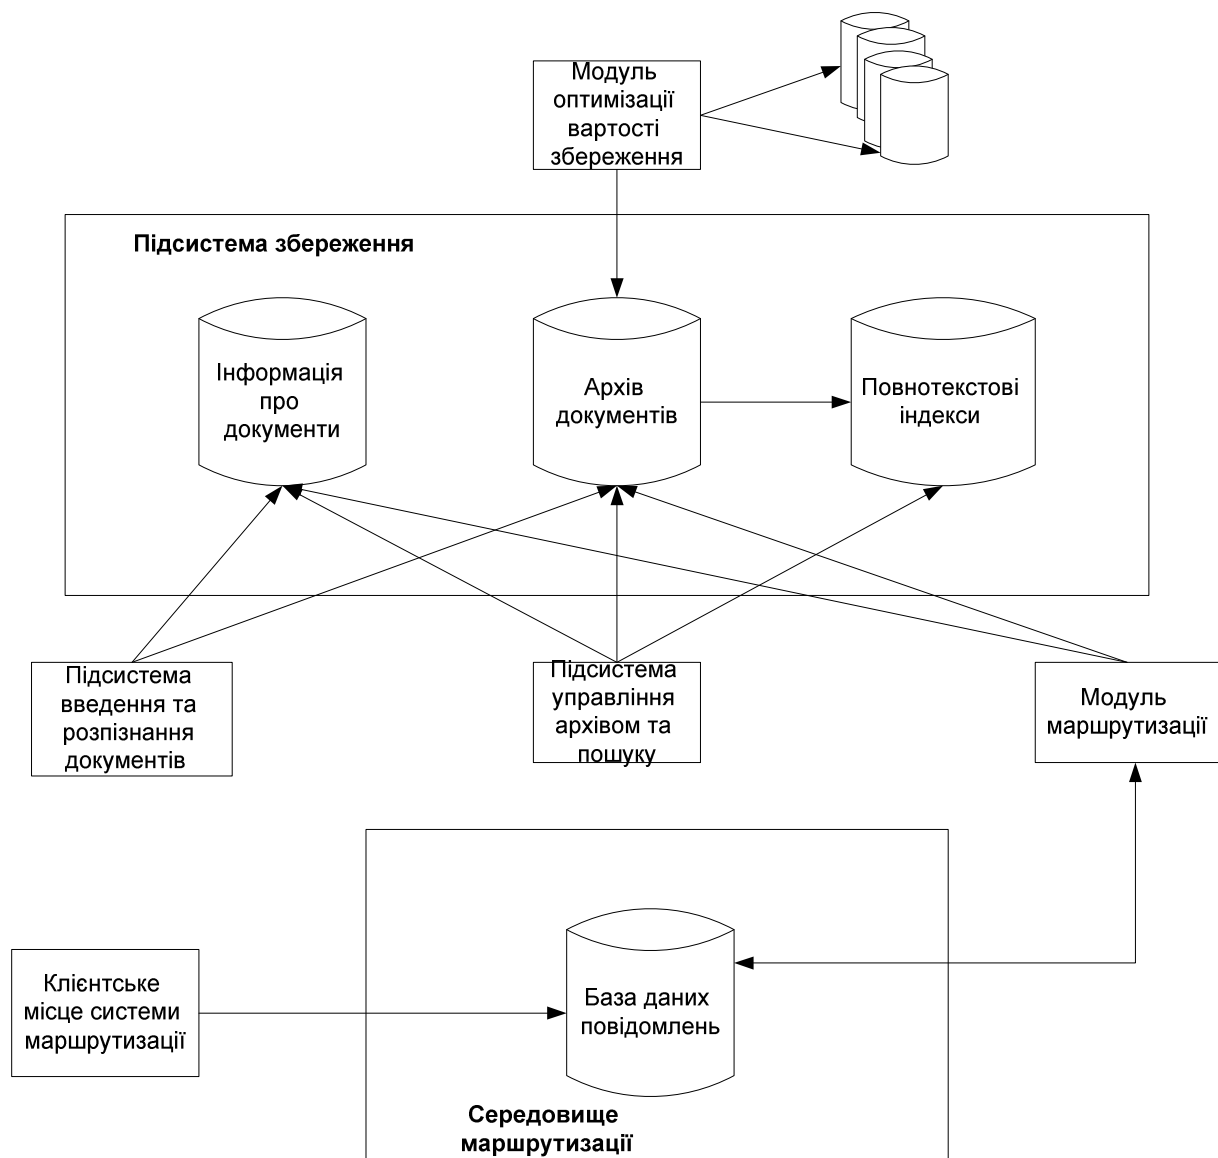 Модуль
оптимізації
вартості
збереження
Підсистема збереження
Інформація
про
документи
Архів
документів
Повнотекстові
індекси
Підсистема
введення та
розпізнання
документів
Підсистема
управління
архівом та
пошуку
Модуль
маршрутизації
Клієнтське
місце системи
маршрутизації
База даних
повідомлень
Середовище
маршрутизації